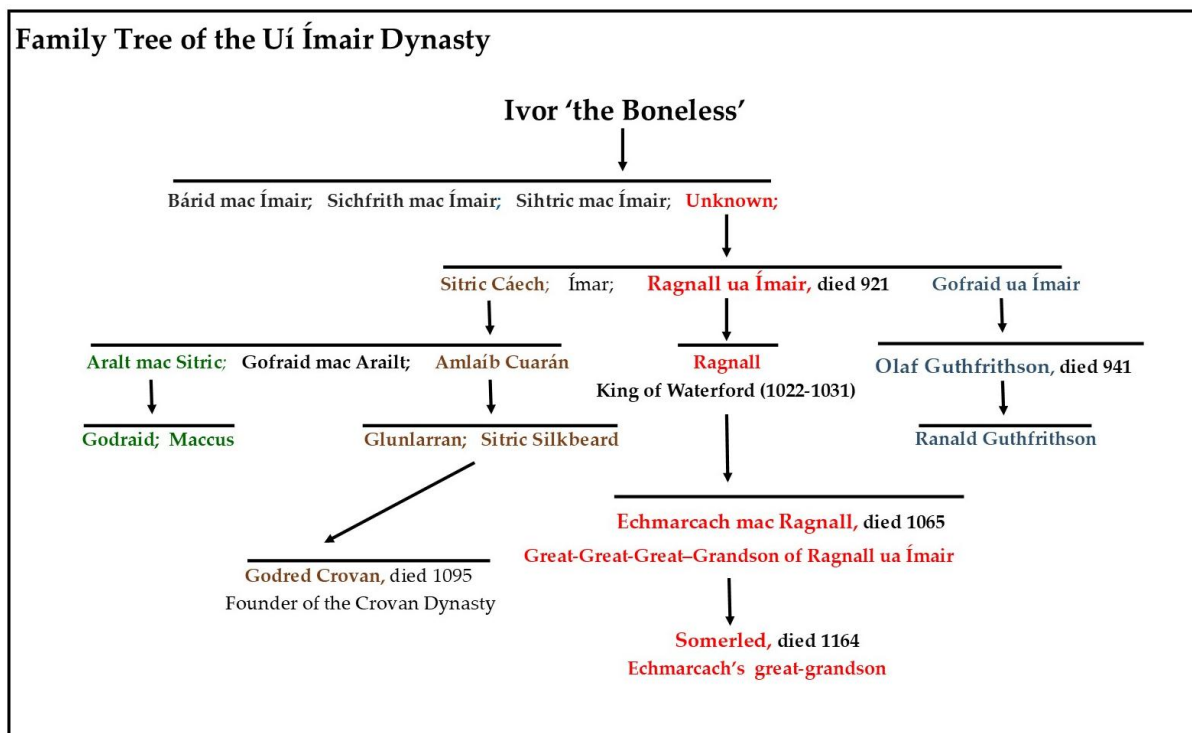 Family Tree of the Uí Ímair Dynasty
Ivor ‘the Boneless’
Bárid mac Ímair; Sichfrith mac Ímair; Sihtric mac Ímair; Unknown;
Sitric Cáech; Ímar; Ragnall ua Ímair, died 921 Gofraid ua Ímair
Aralt mac Sitric; Gofraid mac Arailt; Amlaíb Cuarán Ragnall Olaf Guthfrithson, died 941
King of Waterford (1022-1031)
Godraid; Maccus Glunlarran; Sitric Silkbeard Ranald Guthfrithson
Echmarcach mac Ragnall, died 1065
Great-Great-Great–Grandson of Ragnall ua Ímair
Godred Crovan, died 1095
Founder of the Crovan Dynasty
Somerled, died 1164
Echmarcach’s great-grandson